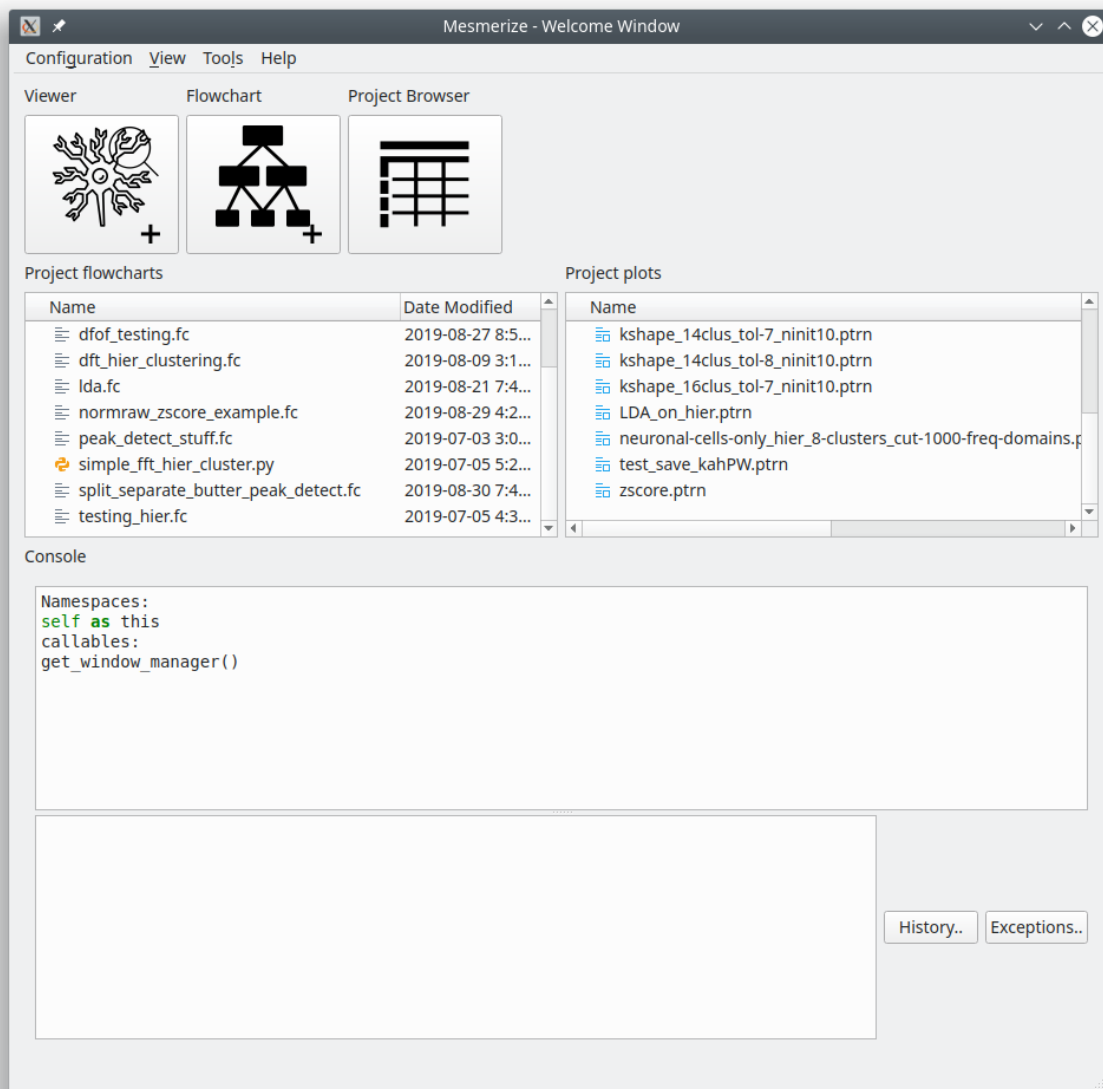 Mesmerize - Welcome Window
Configuration View Tools Help
Viewer Flowchart Project Browser
Project flowcharts
Name Date Modified
dfof_testing.fc 2019-08-27 8:5...
dft_hier_clustering.fc 2019-08-09 3:1...
lda.fc 2019-08-21 7:4...
normraw_zscore_example.fc 2019-08-29 4:2...
peak_detect_stuff.fc 2019-07-03 3:0...
simple_fft_hier_cluster.py 2019-07-05 5:2...
split_separate_butter_peak_detect.fc 2019-08-30 7:4...
testing_hier.fc 2019-07-05 4:3...
Project plots
Name
kshape_14clus_tol-7_ninit10.ptrn
kshape_14clus_tol-8_ninit10.ptrn
kshape_16clus_tol-7_ninit10.ptrn
LDA_on_hier.ptrn
neuronal-cells-only_hier_8-clusters_cut-1000-freq-domains.p
test_save_kahPW.ptrn
zscore.ptrn
Console
Namespaces:
self as this
callables:
get_window_manager()
History.. Exceptions..